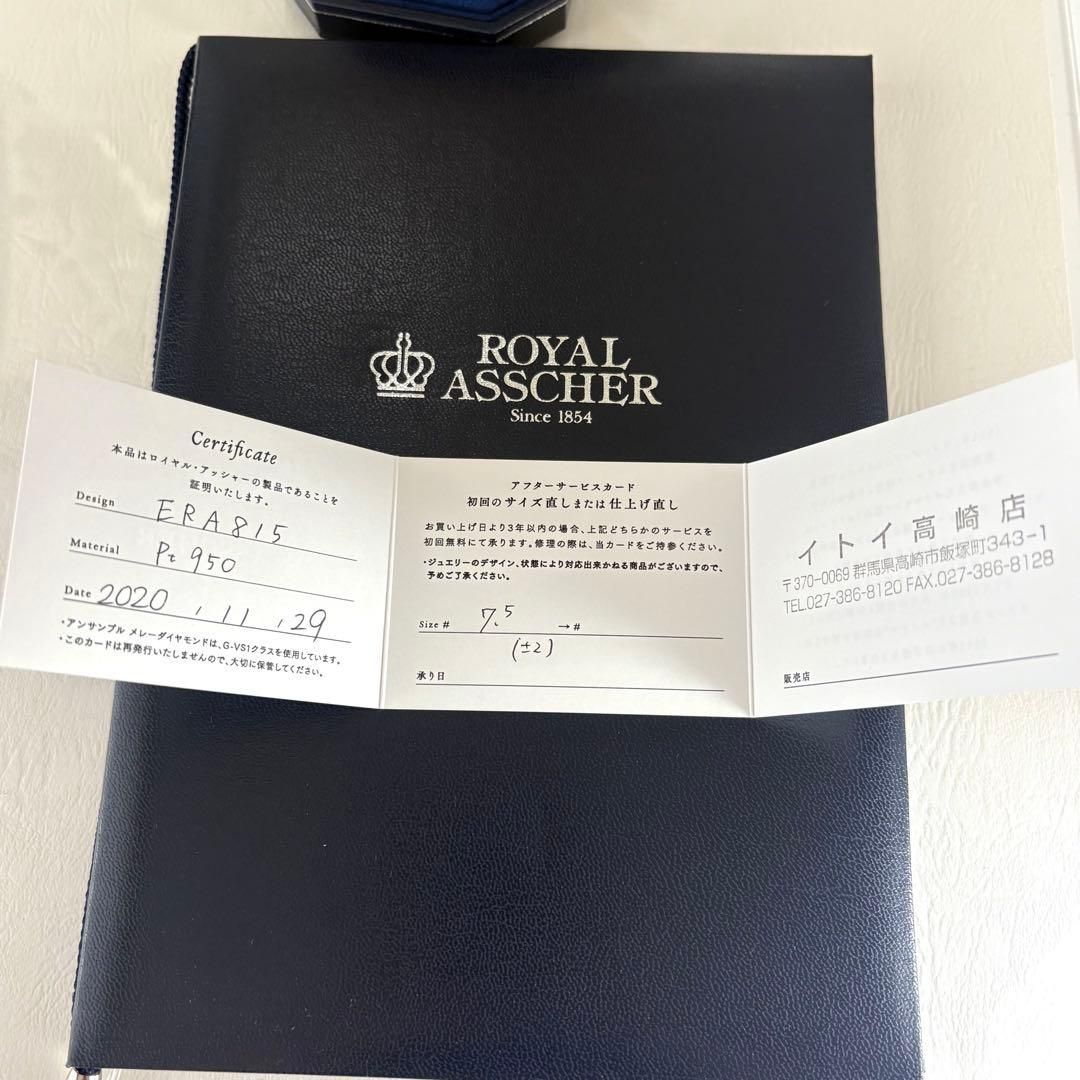 ROYAL
ASSCHER
Since 1854
Certificate
本品はロイヤル・アッシャーの製品であることを
証明いたします。
Design ERA815
Material Pt 950
Date 2020 . 11 . 29
・アンサンブル メレーダイヤモンドは、G-VS1クラスを使用しています。
・このカードは再発行いたしませんので、大切に保管してください。
アフターサービスカード
初回のサイズ直しまたは仕上げ直し
お買い上げ日より3年以内の場合、上記どちらかのサービスを
初回無料にて承ります。修理の際は、当カードをご持参ください。
・ジュエリーのデザイン、状態により対応出来かねる商品がございますので、
予めご了承ください。
Size # 7.5 →#
(±2)
承り日
イトイ高崎店
〒370-0069 群馬県高崎市飯塚町343-1
TEL.027-386-8120 FAX.027-386-8128
販売店